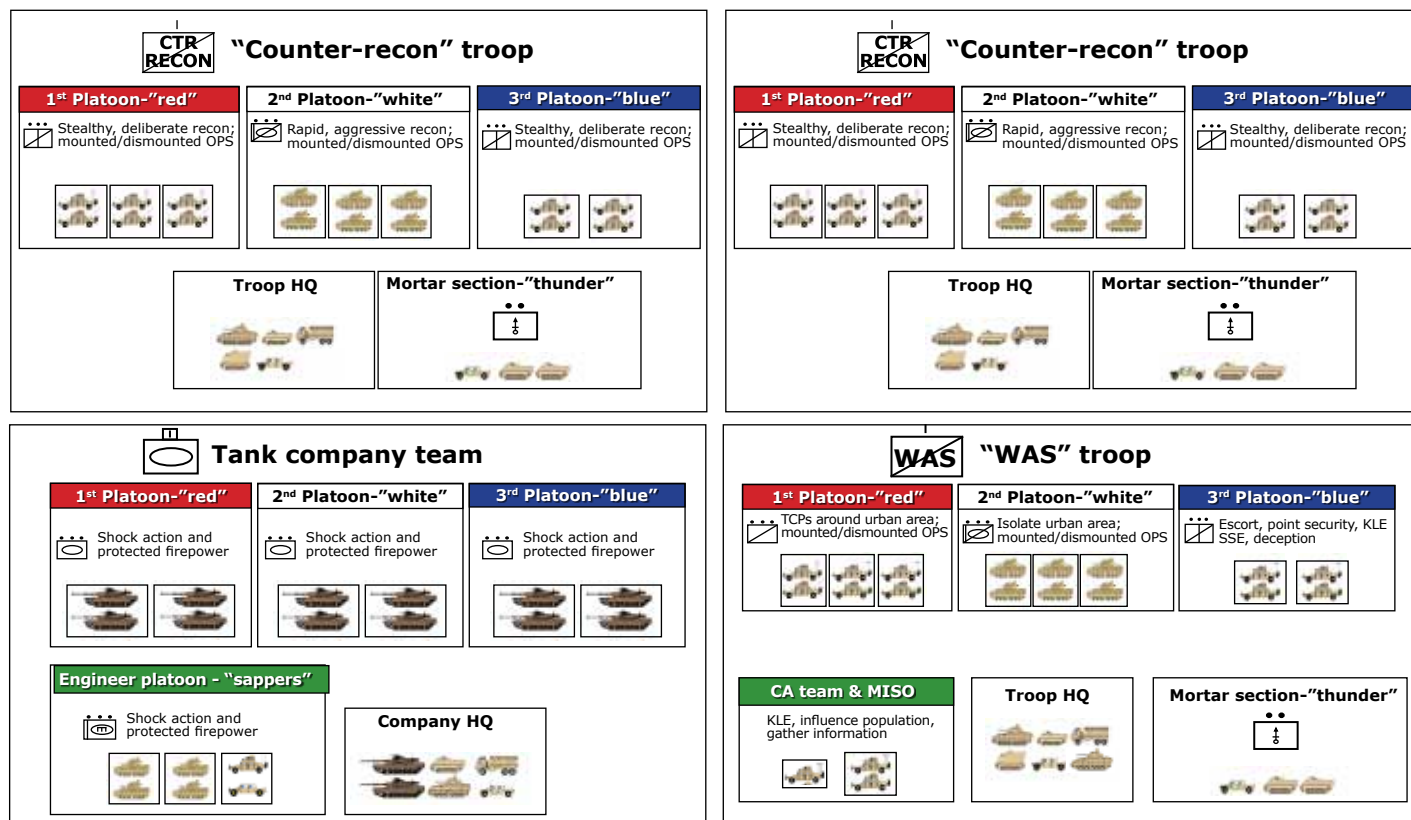 CTR
RECON
“Counter-recon” troop
1st Platoon-”red”
Stealthy, deliberate recon;
mounted/dismounted OPS
2nd Platoon-”white”
Rapid, aggressive recon;
mounted/dismounted OPS
3rd Platoon-”blue”
Stealthy, deliberate recon;
mounted/dismounted OPS
Troop HQ
Mortar section-”thunder”
CTR
RECON
“Counter-recon” troop
1st Platoon-”red”
Stealthy, deliberate recon;
mounted/dismounted OPS
2nd Platoon-”white”
Rapid, aggressive recon;
mounted/dismounted OPS
3rd Platoon-”blue”
Stealthy, deliberate recon;
mounted/dismounted OPS
Troop HQ
Mortar section-”thunder”
Tank company team
1st Platoon-”red”
Shock action and
protected firepower
2nd Platoon-”white”
Shock action and
protected firepower
3rd Platoon-”blue”
Shock action and
protected firepower
Engineer platoon - “sappers”
Shock action and
protected firepower
Company HQ
WAS
“WAS” troop
1st Platoon-”red”
TCPs around urban area;
mounted/dismounted OPS
2nd Platoon-”white”
Isolate urban area;
mounted/dismounted OPS
3rd Platoon-”blue”
Escort, point security, KLE
SSE, deception
CA team & MISO
KLE, influence population,
gather information
Troop HQ
Mortar section-”thunder”